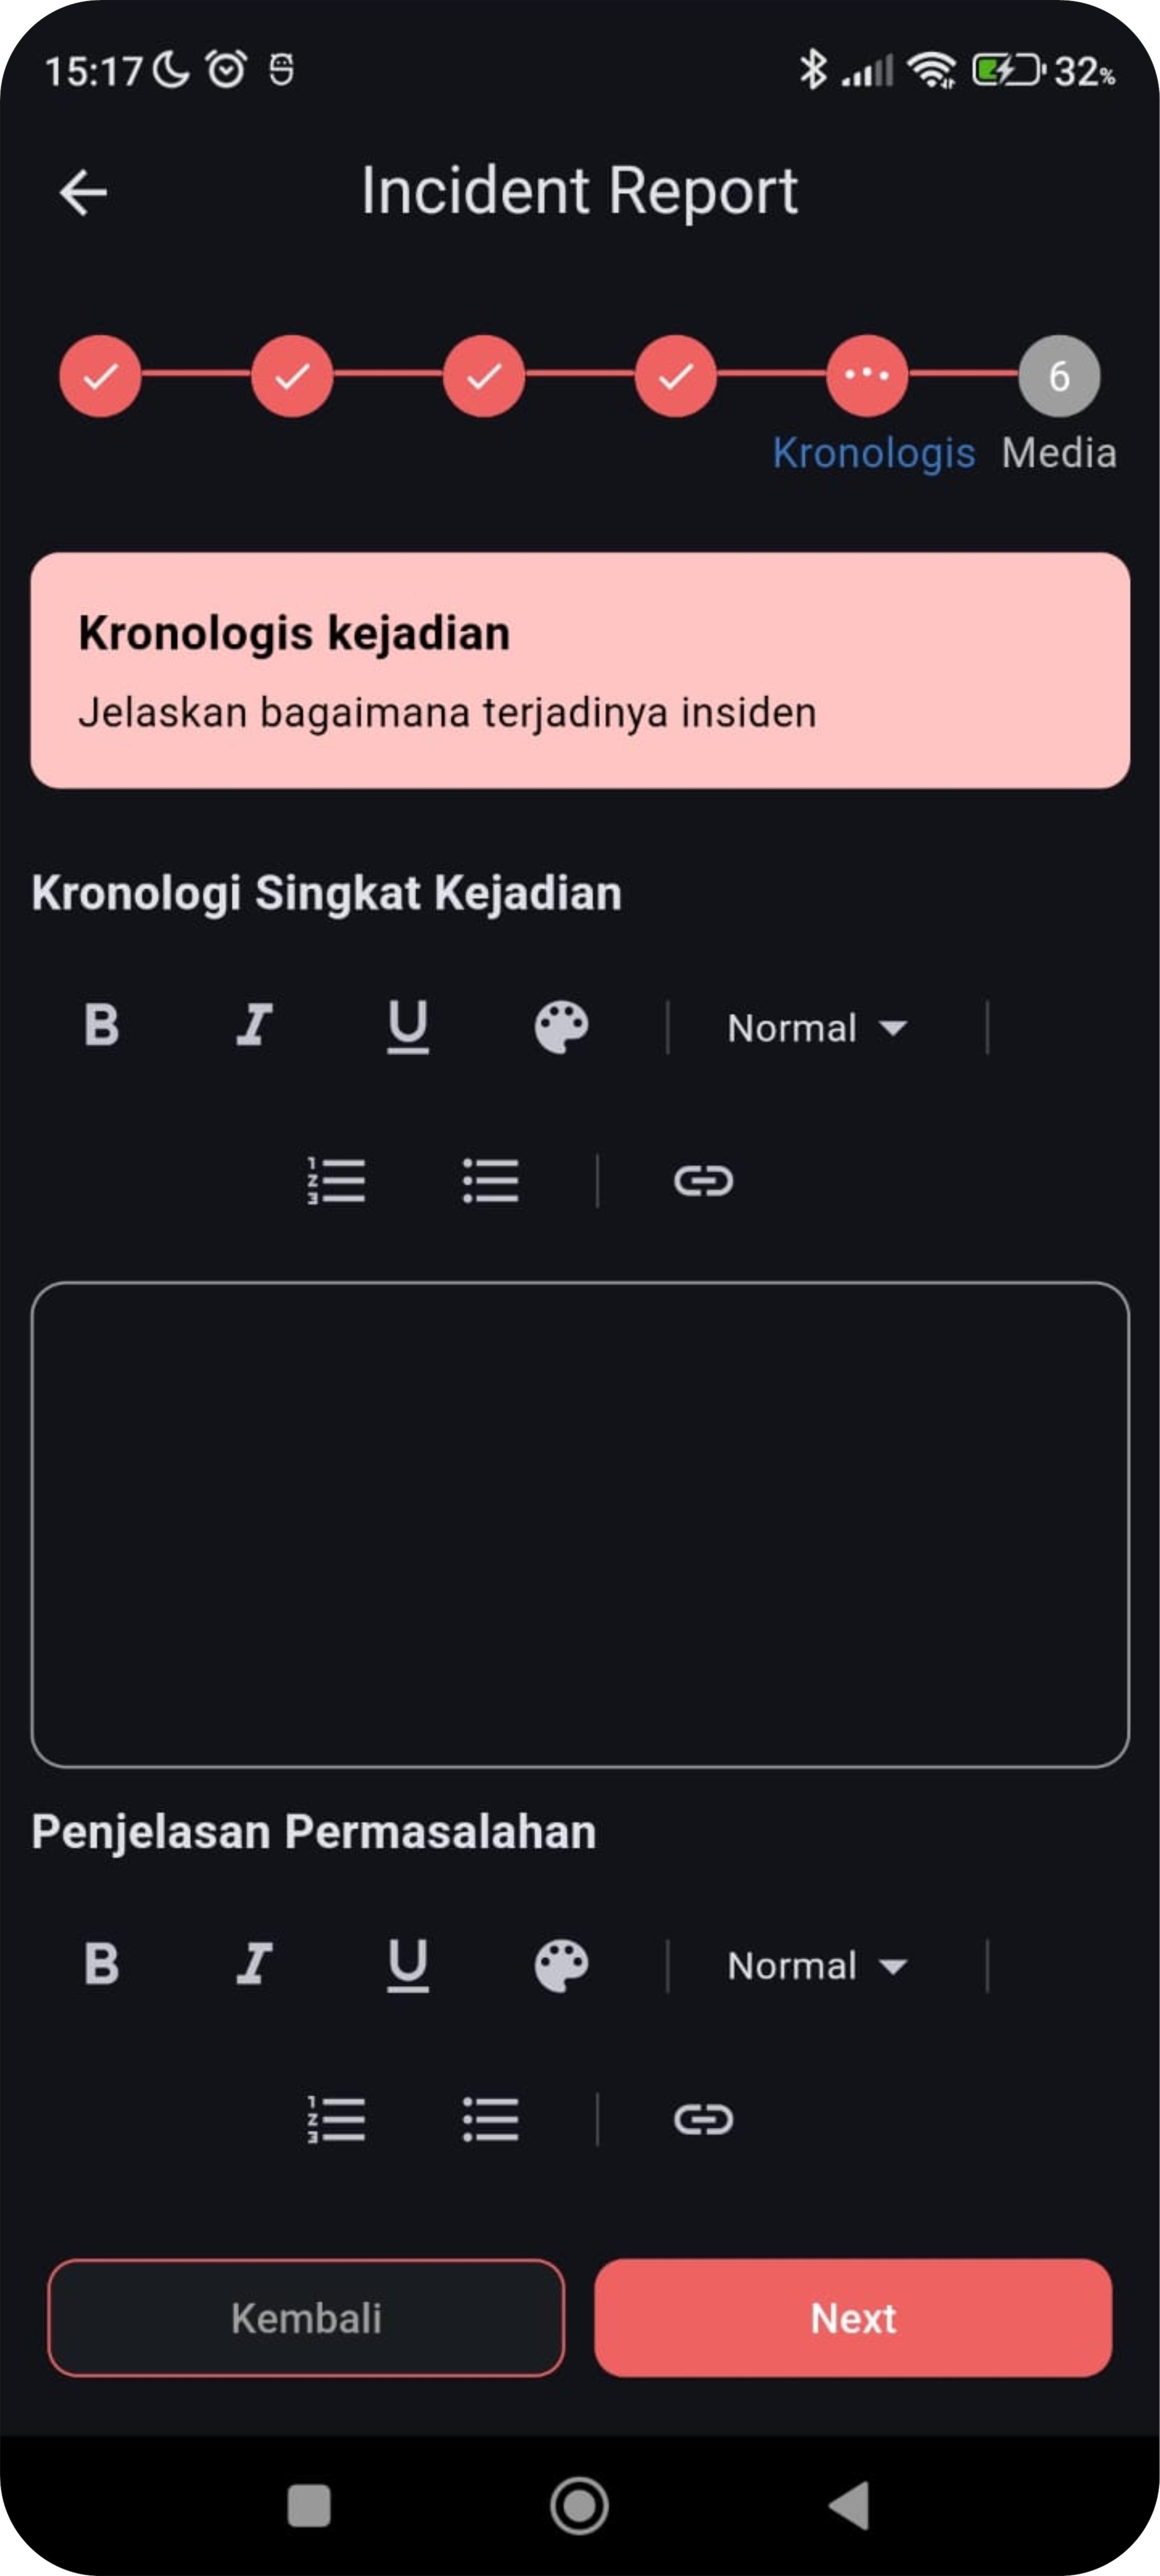 15:17
32%
Incident Report
6
Kronologis Media
Kronologis kejadian
Jelaskan bagaimana terjadinya insiden
Kronologi Singkat Kejadian
B I U Normal
Penjelasan Permasalahan
B I U Normal
Kembali
Next